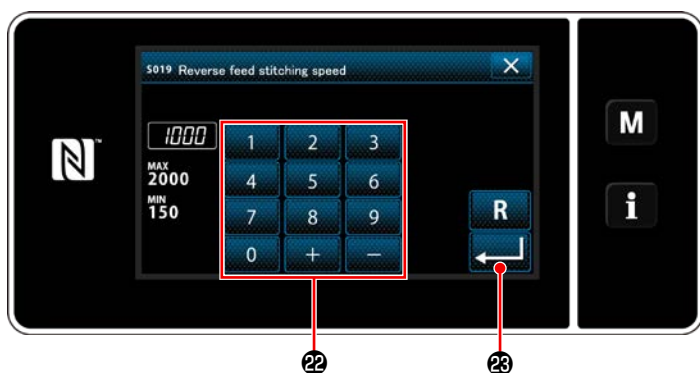 S019 Reverse feed stitching speed
1000
MAX
2000
MIN
150
1 2 3
4 5 6
7 8 9
0 + −
R
M
i
N™
㉒ ㉓